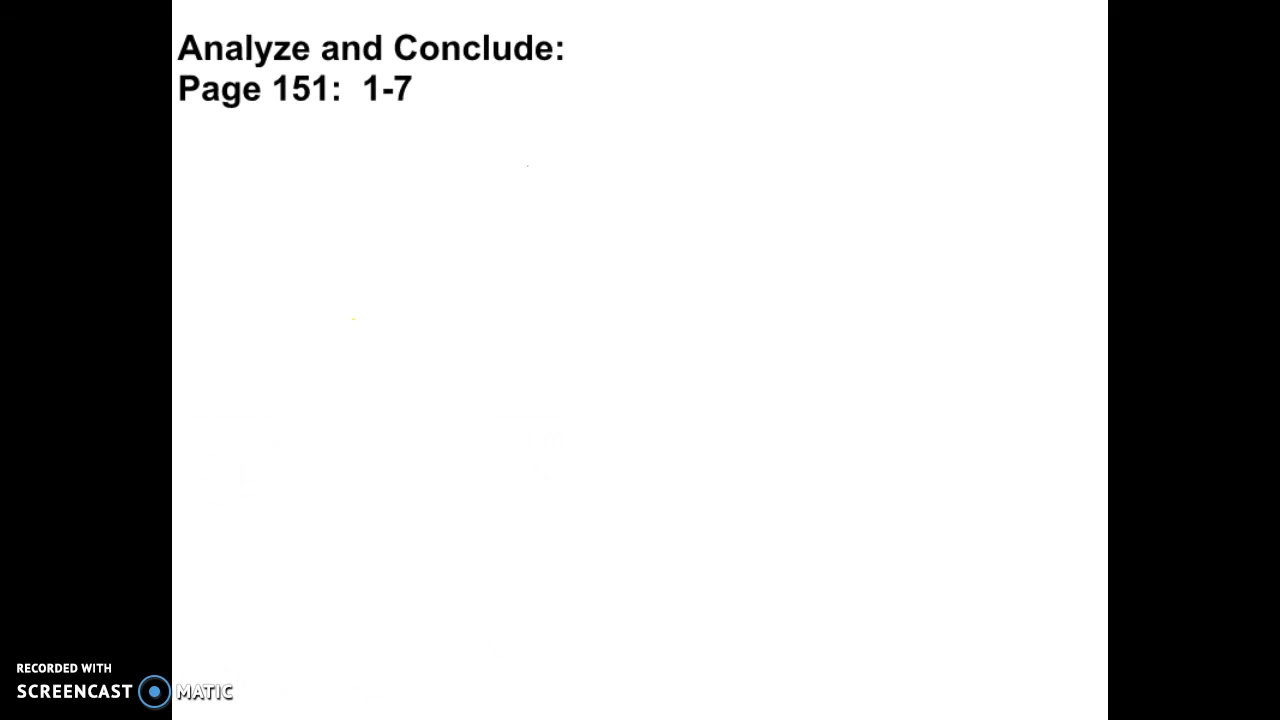 Analyze and Conclude:
Page 151:  1-7
RECORDED WITH
SCREENCAST MATIC